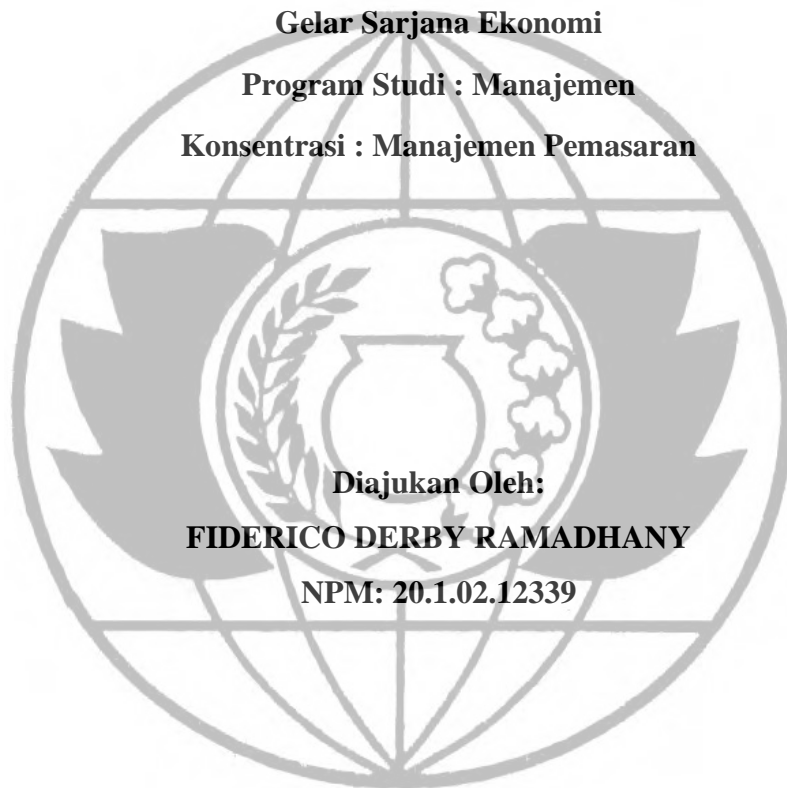 Gelar Sarjana Ekonomi
Program Studi : Manajemen
Konsentrasi : Manajemen Pemasaran
Diajukan Oleh:
FIDERICO DERBY RAMADHANY
NPM: 20.1.02.12339